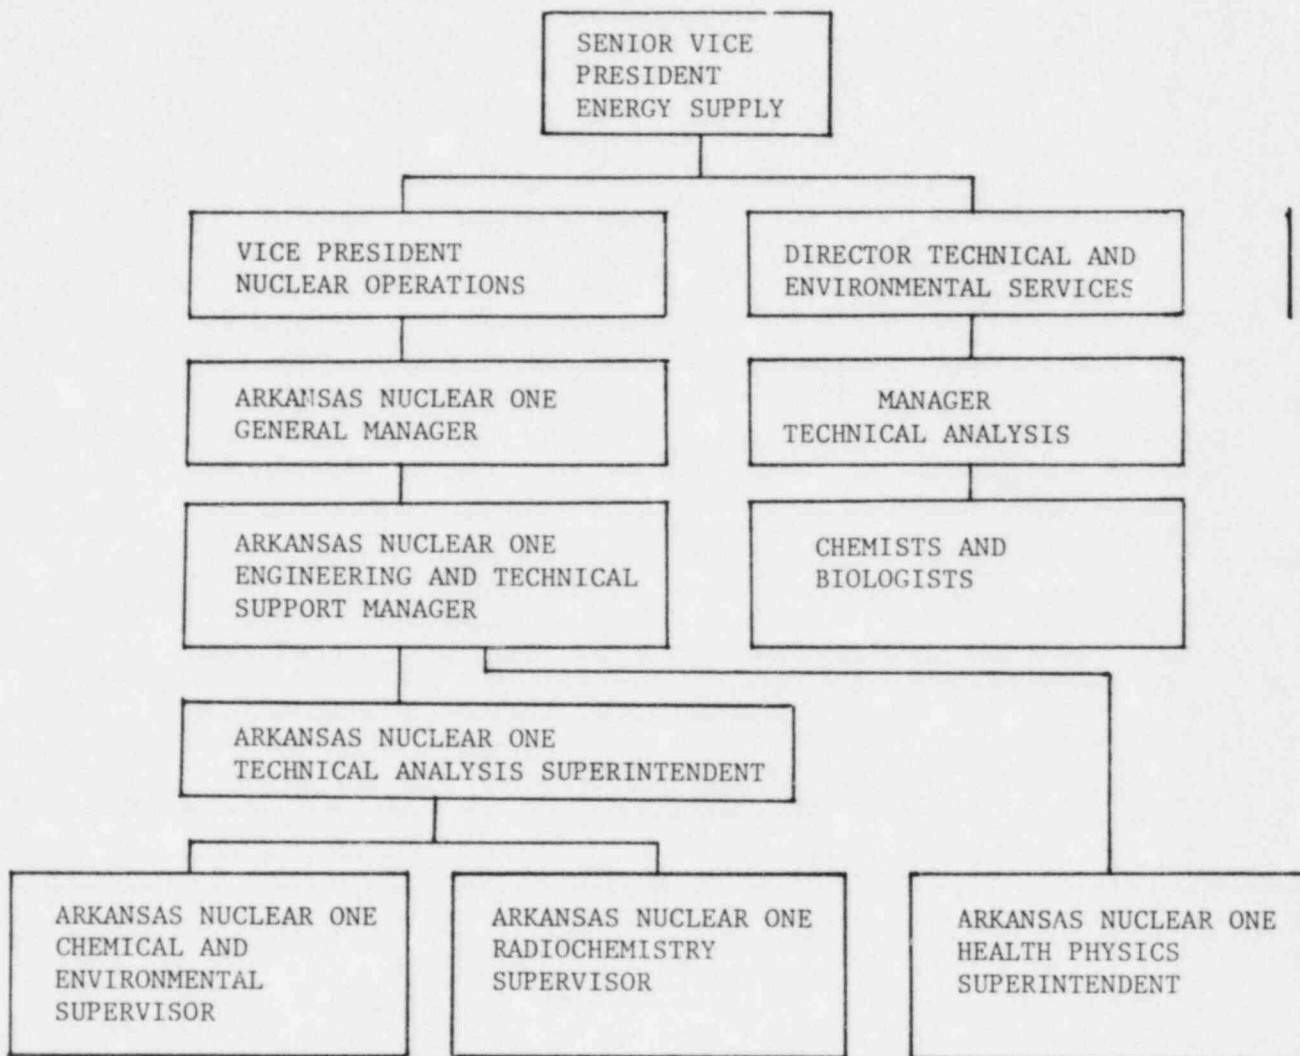 SENIOR VICE
PRESIDENT
ENERGY SUPPLY
VICE PRESIDENT
NUCLEAR OPERATIONS
DIRECTOR TECHNICAL AND
ENVIRONMENTAL SERVICES
ARKANSAS NUCLEAR ONE
GENERAL MANAGER
MANAGER
TECHNICAL ANALYSIS
ARKANSAS NUCLEAR ONE
ENGINEERING AND TECHNICAL
SUPPORT MANAGER
CHEMISTS AND
BIOLOGISTS
ARKANSAS NUCLEAR ONE
TECHNICAL ANALYSIS SUPERINTENDENT
ARKANSAS NUCLEAR ONE
CHEMICAL AND
ENVIRONMENTAL
SUPERVISOR
ARKANSAS NUCLEAR ONE
RADIOCHEMISTRY
SUPERVISOR
ARKANSAS NUCLEAR ONE
HEALTH PHYSICS
SUPERINTENDENT